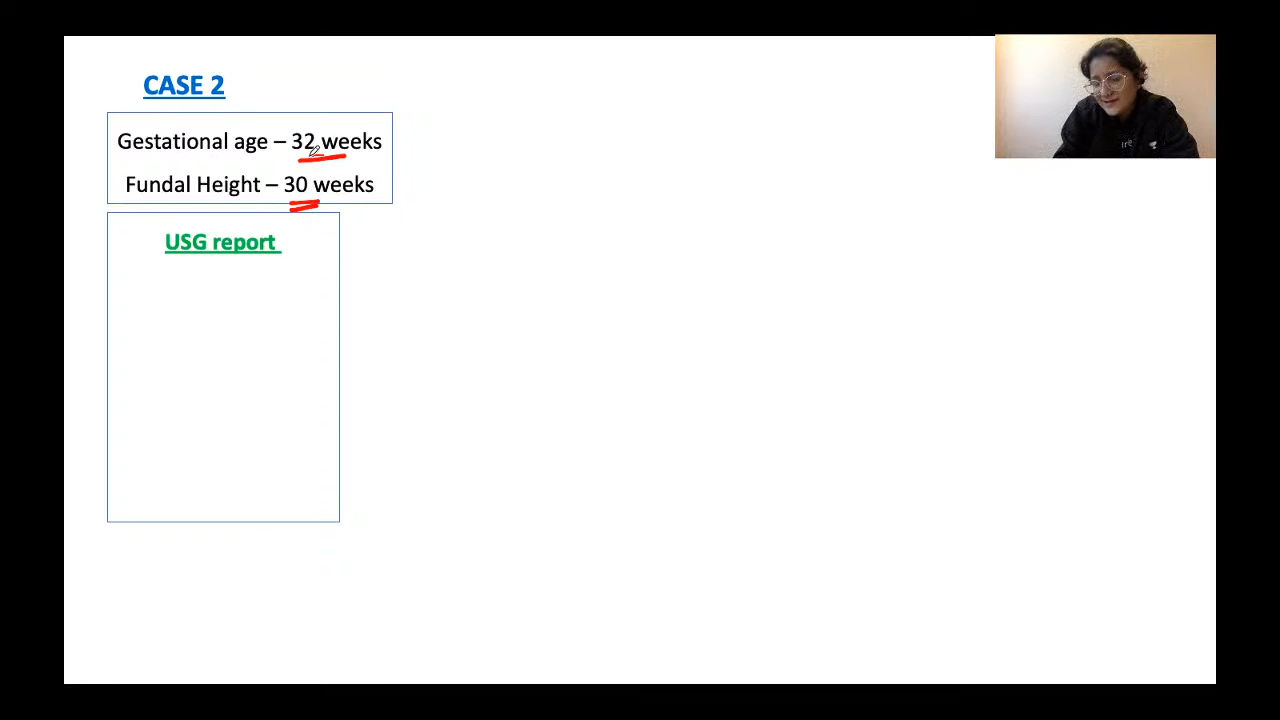 CASE 2
Gestational age – 32 weeks
Fundal Height – 30 weeks
USG report